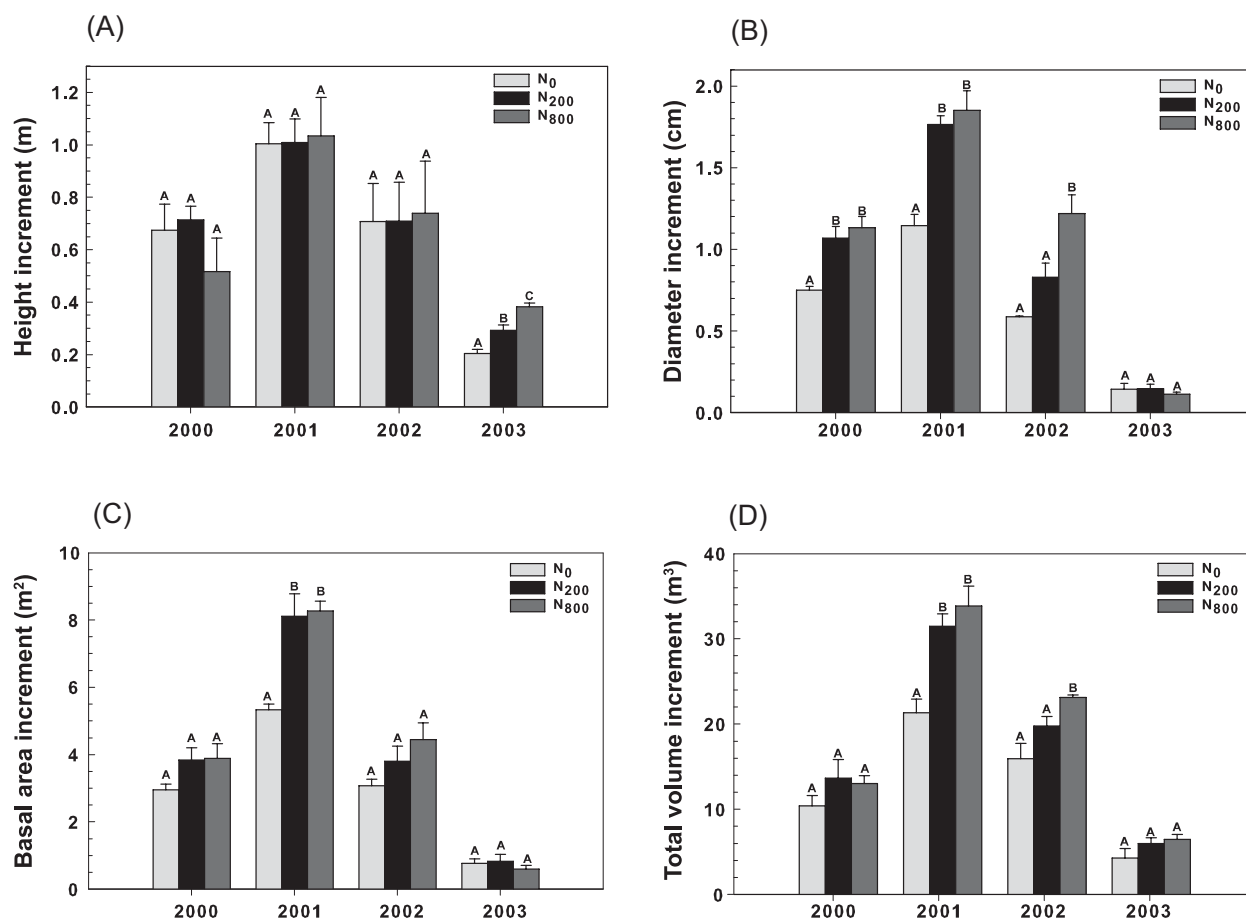 (A)
Height increment (m)
1.2
1.0
0.8
0.6
0.4
0.2
0.0
N0
N200
N800
A A A
A A A
A A A
A B C
2000 2001 2002 2003
(B)
Diameter increment (cm)
2.0
1.5
1.0
0.5
0.0
N0
N200
N800
A B B
A B B
A A B
A A A
2000 2001 2002 2003
(C)
Basal area increment (m²)
10
8
6
4
2
0
N0
N200
N800
A A A
A B B
A A A
A A A
2000 2001 2002 2003
(D)
Total volume increment (m³)
40
30
20
10
0
N0
N200
N800
A A A
A B B
A A B
A A A
2000 2001 2002 2003